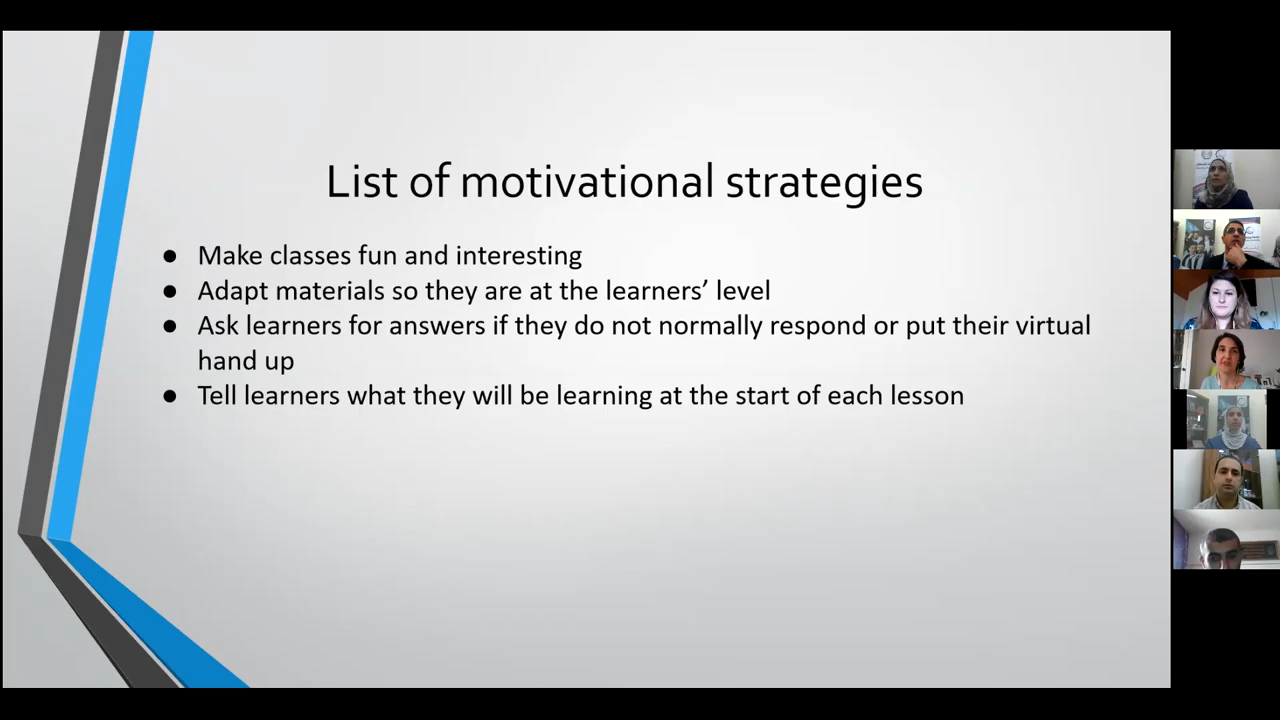 List of motivational strategies
● Make classes fun and interesting
● Adapt materials so they are at the learners’ level
● Ask learners for answers if they do not normally respond or put their virtual
hand up
● Tell learners what they will be learning at the start of each lesson